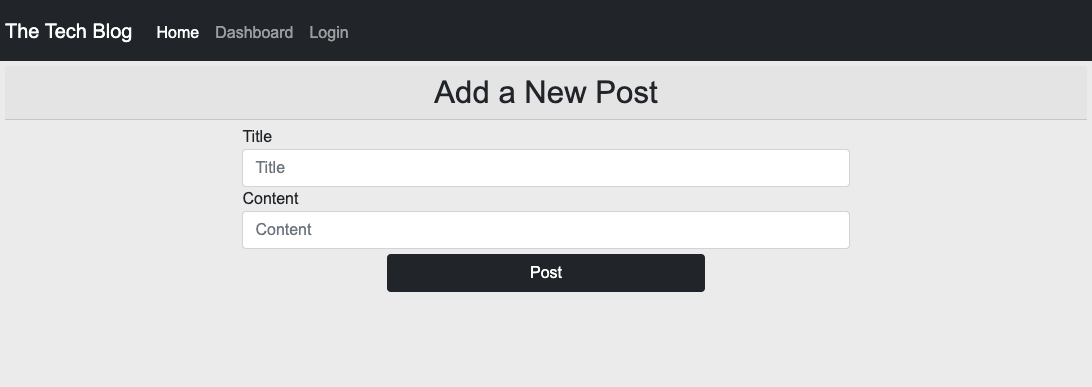 The Tech Blog Home Dashboard Login
Add a New Post
Title
Title
Content
Content
Post